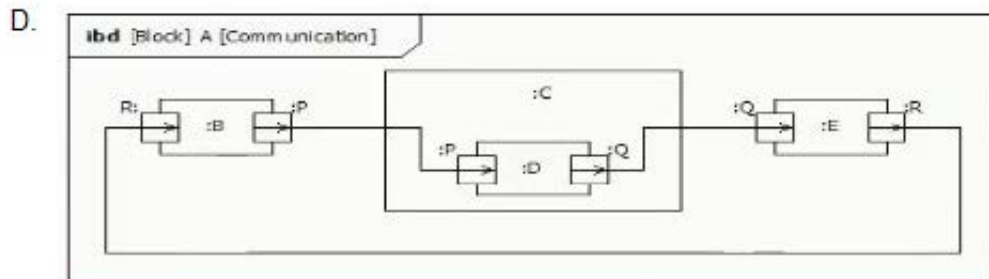 D.
ibd [Block] A [Communication]
:C
R: :P :Q :R
:B :E
:P :Q
:D